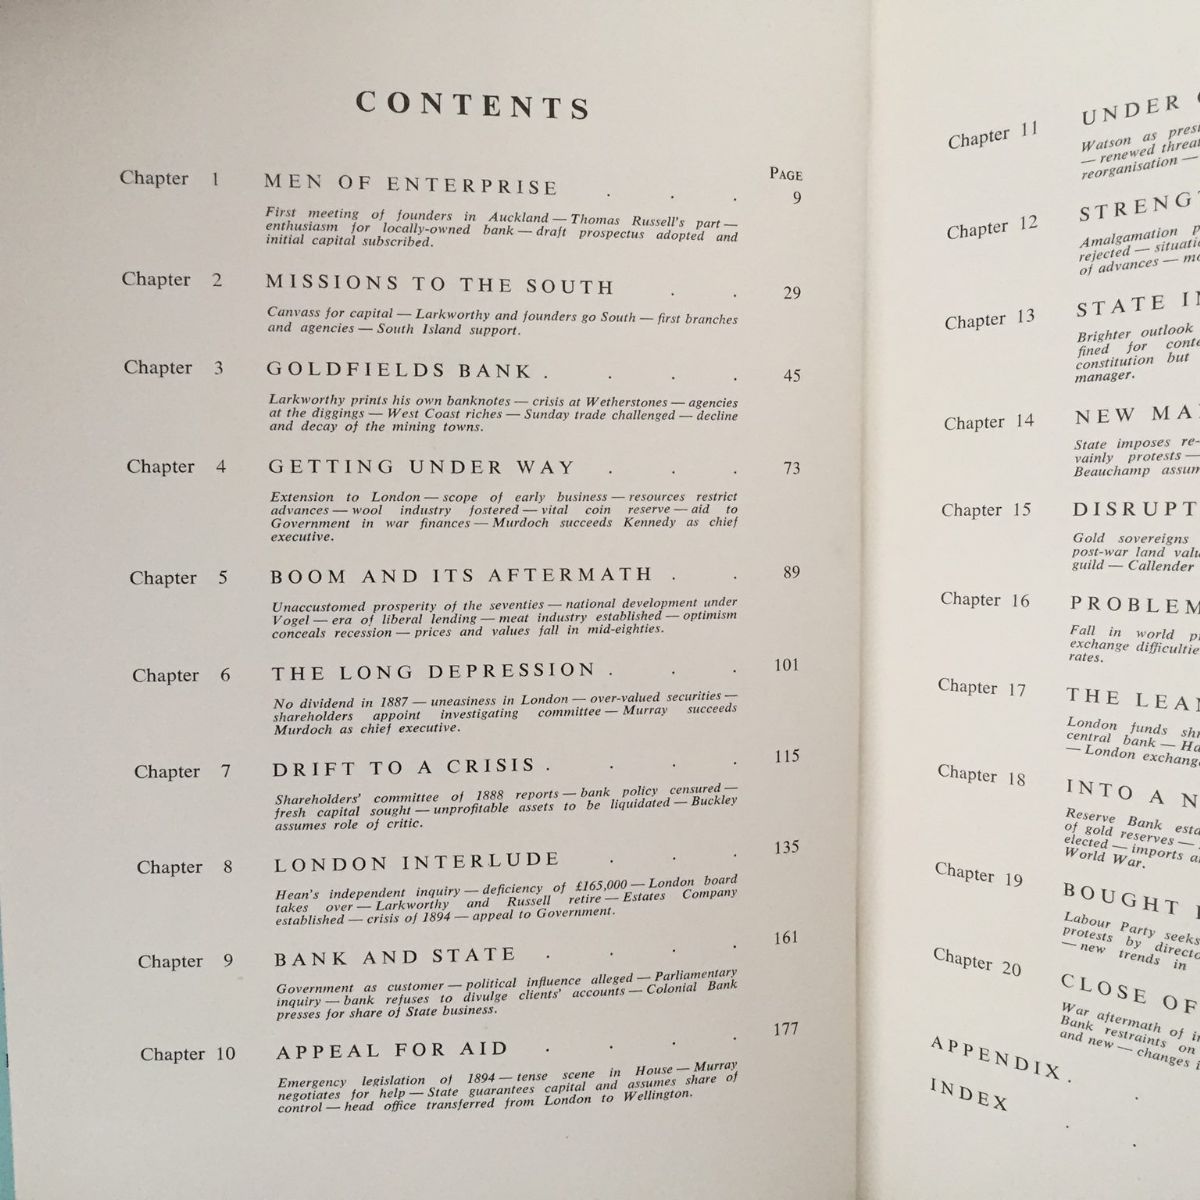 CONTENTS
PAGE
Chapter 1 MEN OF ENTERPRISE . . . 9
First meeting of founders in Auckland — Thomas Russell's part —
enthusiasm for locally-owned bank — draft prospectus adopted and
initial capital subscribed.
Chapter 2 MISSIONS TO THE SOUTH . . 29
Canvass for capital — Larkworthy and founders go South — first branches
and agencies — South Island support.
Chapter 3 GOLDFIELDS BANK . . . . 45
Larkworthy prints his own banknotes — crisis at Wetherstones — agencies
at the diggings — West Coast riches — Sunday trade challenged — decline
and decay of the mining towns.
Chapter 4 GETTING UNDER WAY . . . 73
Extension to London — scope of early business — resources restrict
advances — wool industry fostered — vital coin reserve — aid to
Government in war finances — Murdoch succeeds Kennedy as chief
executive.
Chapter 5 BOOM AND ITS AFTERMATH . . 89
Unaccustomed prosperity of the seventies — national development under
Vogel — era of liberal lending — meat industry established — optimism
conceals recession — prices and values fall in mid-eighties.
Chapter 6 THE LONG DEPRESSION . . . 101
No dividend in 1887 — uneasiness in London — over-valued securities —
shareholders appoint investigating committee — Murray succeeds
Murdoch as chief executive.
Chapter 7 DRIFT TO A CRISIS . . . . 115
Shareholders' committee of 1888 reports — bank policy censured —
fresh capital sought — unprofitable assets to be liquidated — Buckley
assumes role of critic.
Chapter 8 LONDON INTERLUDE . . . 135
Hean's independent inquiry — deficiency of £165,000 — London board
takes over — Larkworthy and Russell retire — Estates Company
established — crisis of 1894 — appeal to Government.
Chapter 9 BANK AND STATE . . . . 161
Government as customer — political influence alleged — Parliamentary
inquiry — bank refuses to divulge clients' accounts — Colonial Bank
presses for share of State business.
Chapter 10 APPEAL FOR AID . . . . 177
Emergency legislation of 1894 — tense scene in House — Murray
negotiates for help — State guarantees capital and assumes share of
control — head office transferred from London to Wellington.
Chapter 11 UNDER
Watson as
— renewed
reorganisation —
Chapter 12
Amalgamation
rejected —
of advances —
Chapter 13 STATE
Brighter outlook
fined for
constitution but
manager.
Chapter 14 NEW
State imposes
vainly protests —
Beauchamp
Chapter 15
Gold sovereigns
post-war land
guild — Callender
Chapter 16
Fall in world
exchange
rates.
Chapter 17 THE
London funds
central bank —
— London
Chapter 18 INTO A
Reserve Bank
of gold reserves —
elected — imports
World War.
Chapter 19 BOUGHT
Labour Party seeks
protests by
— new trends in
Chapter 20 CLOSE OF
War aftermath of
Bank restraints on
and new — changes
APPENDIX .
INDEX